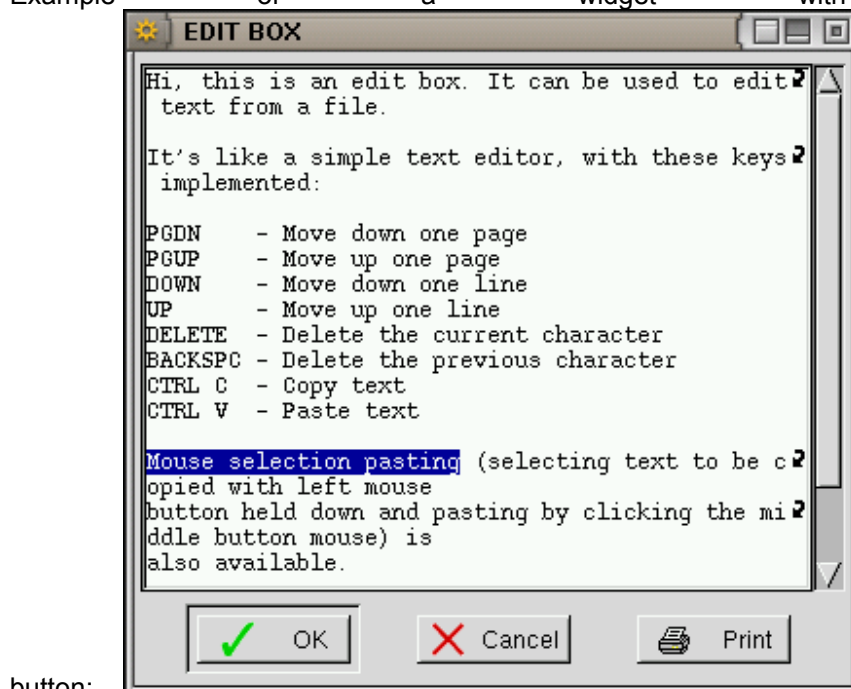 Example of a widget with
EDIT BOX
Hi, this is an edit box. It can be used to edit
 text from a file.
It's like a simple text editor, with these keys
 implemented:
PGDN    - Move down one page
PGUP    - Move up one page
DOWN    - Move down one line
UP      - Move up one line
DELETE  - Delete the current character
BACKSPC - Delete the previous character
CTRL C  - Copy text
CTRL V  - Paste text
Mouse selection pasting (selecting text to be c
opied with left mouse
button held down and pasting by clicking the mi
ddle button mouse) is
also available.
OK Cancel Print
button: